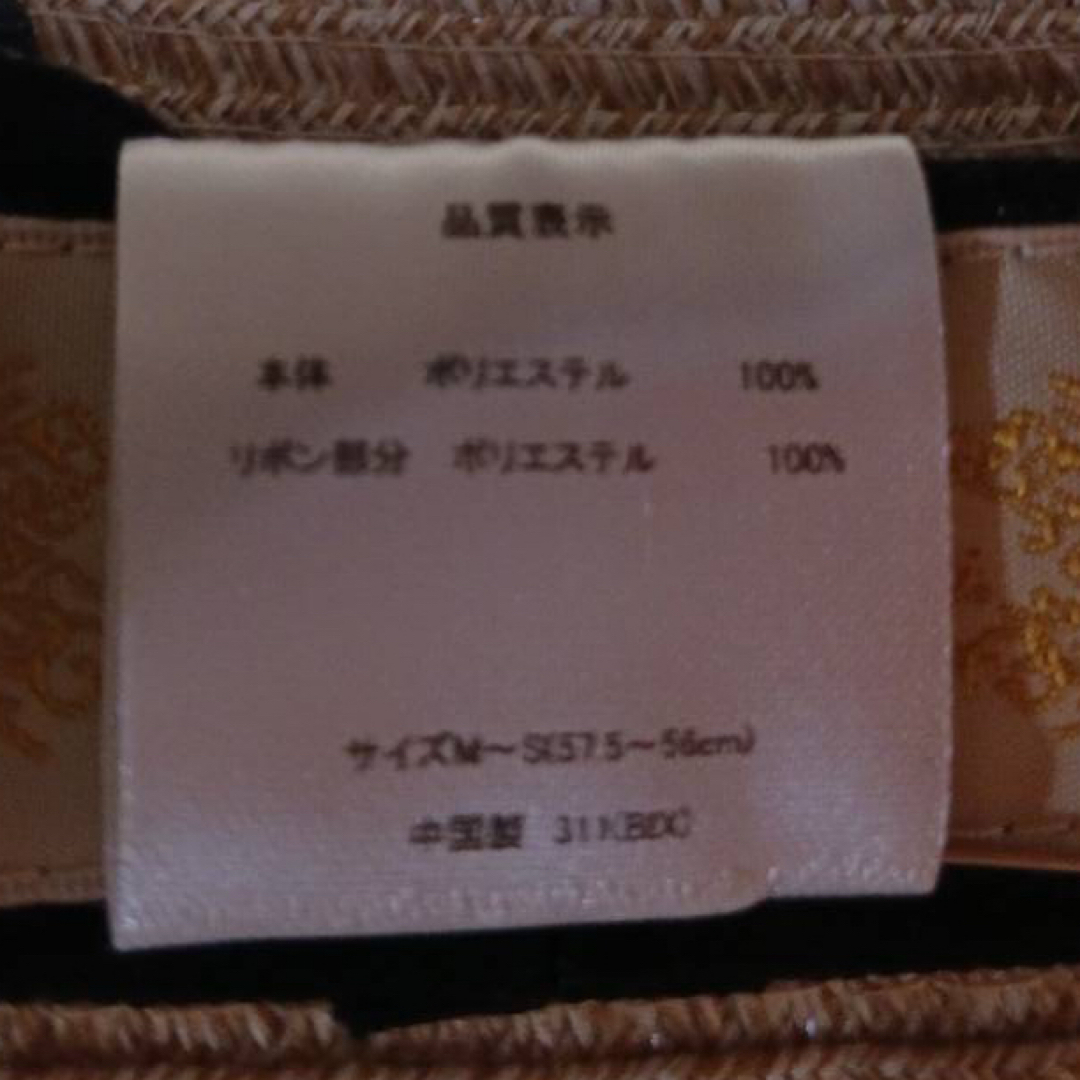 品質表示
本体 ポリエステル 100%
リボン部分 ポリエステル 100%
サイズM～S(57.5～56cm)
中国製